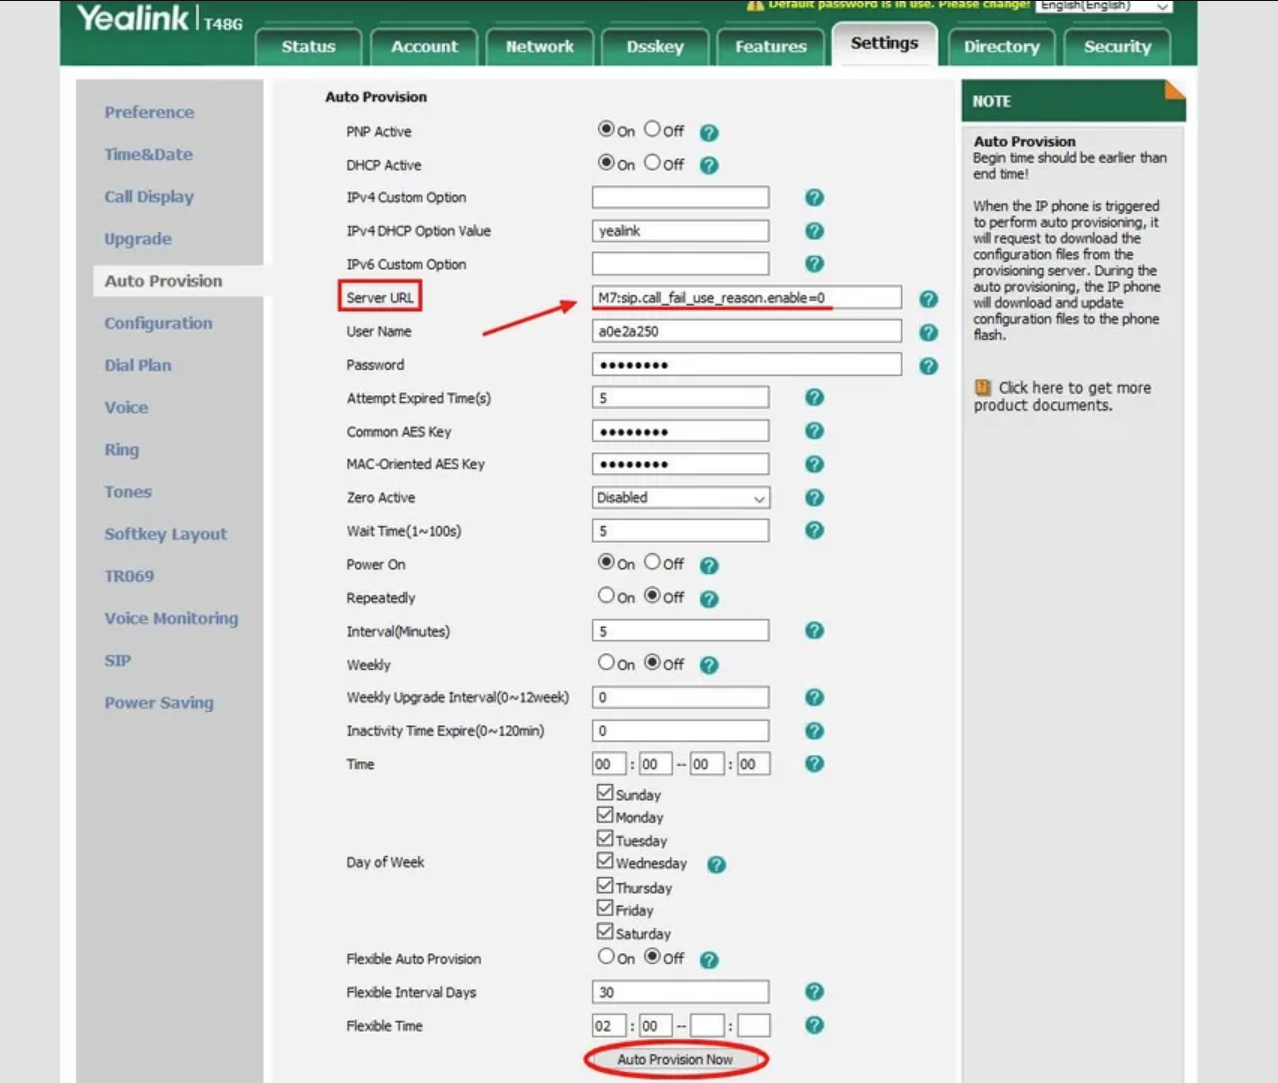 Yealink | T48G
Default password is in use. Please change!
English(English)
Status
Account
Network
Dsskey
Features
Settings
Directory
Security
Preference
Time&Date
Call Display
Upgrade
Auto Provision
Configuration
Dial Plan
Voice
Ring
Tones
Softkey Layout
TR069
Voice Monitoring
SIP
Power Saving
Auto Provision
PNP Active On Off ?
DHCP Active On Off ?
IPv4 Custom Option ?
IPv4 DHCP Option Value yealink ?
IPv6 Custom Option ?
Server URL M7:sip.call_fail_use_reason.enable=0 ?
User Name a0e2a250 ?
Password •••••••• ?
Attempt Expired Time(s) 5 ?
Common AES Key •••••••• ?
MAC-Oriented AES Key •••••••• ?
Zero Active Disabled ?
Wait Time(1~100s) 5 ?
Power On On Off ?
Repeatedly On Off ?
Interval(Minutes) 5 ?
Weekly On Off ?
Weekly Upgrade Interval(0~12week) 0 ?
Inactivity Time Expire(0~120min) 0 ?
Time 00 : 00 -- 00 : 00 ?
Day of Week
Sunday
Monday
Tuesday
Wednesday ?
Thursday
Friday
Saturday
Flexible Auto Provision On Off ?
Flexible Interval Days 30 ?
Flexible Time 02 : 00 -- : ?
Auto Provision Now
NOTE
Auto Provision
Begin time should be earlier than
end time!
When the IP phone is triggered
to perform auto provisioning, it
will request to download the
configuration files from the
provisioning server. During the
auto provisioning, the IP phone
will download and update
configuration files to the phone
flash.
? Click here to get more
product documents.